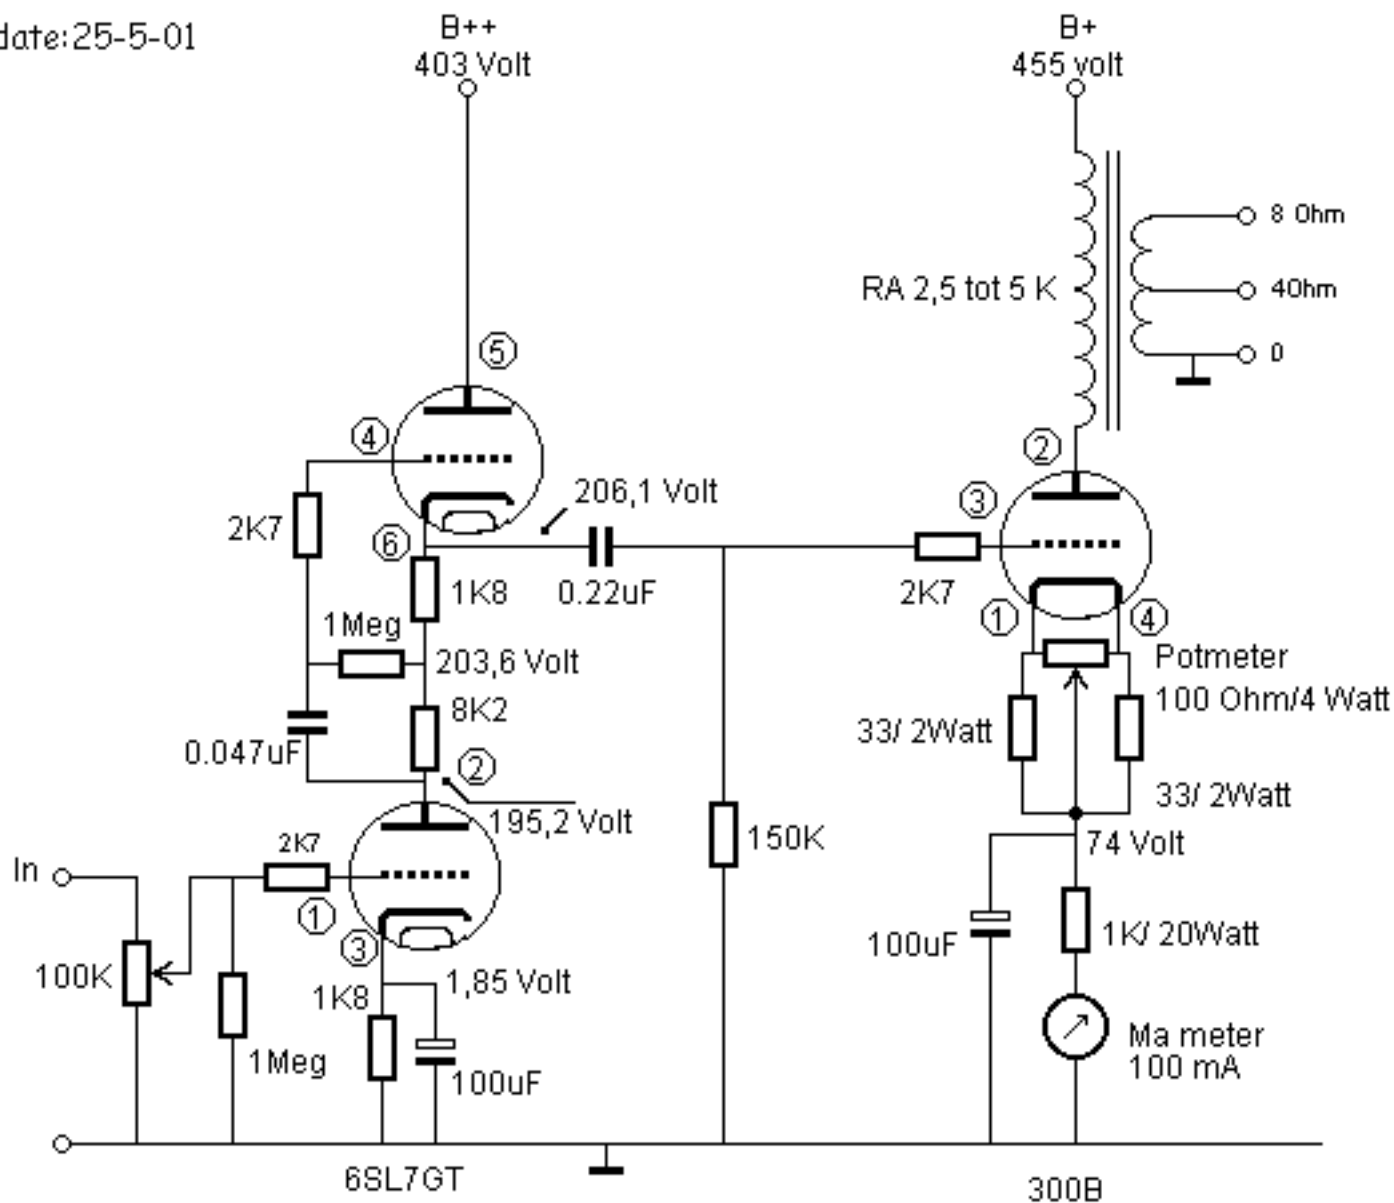 date:25-5-01
B++
403 Volt
B+
455 volt
8 Ohm
RA 2,5 tot 5 K
4Ohm
0
5
4
2
3
206,1 Volt
2K7
6
1K8
0.22uF
2K7
1
4
1Meg
203,6 Volt
Potmeter
100 Ohm/4 Watt
8K2
33/ 2Watt
0.047uF
2
33/ 2Watt
195,2 Volt
150K
74 Volt
2K7
In
1
3
100uF
1K/ 20Watt
100K
1,85 Volt
1K8
Ma meter
100 mA
1Meg
100uF
6SL7GT
300B